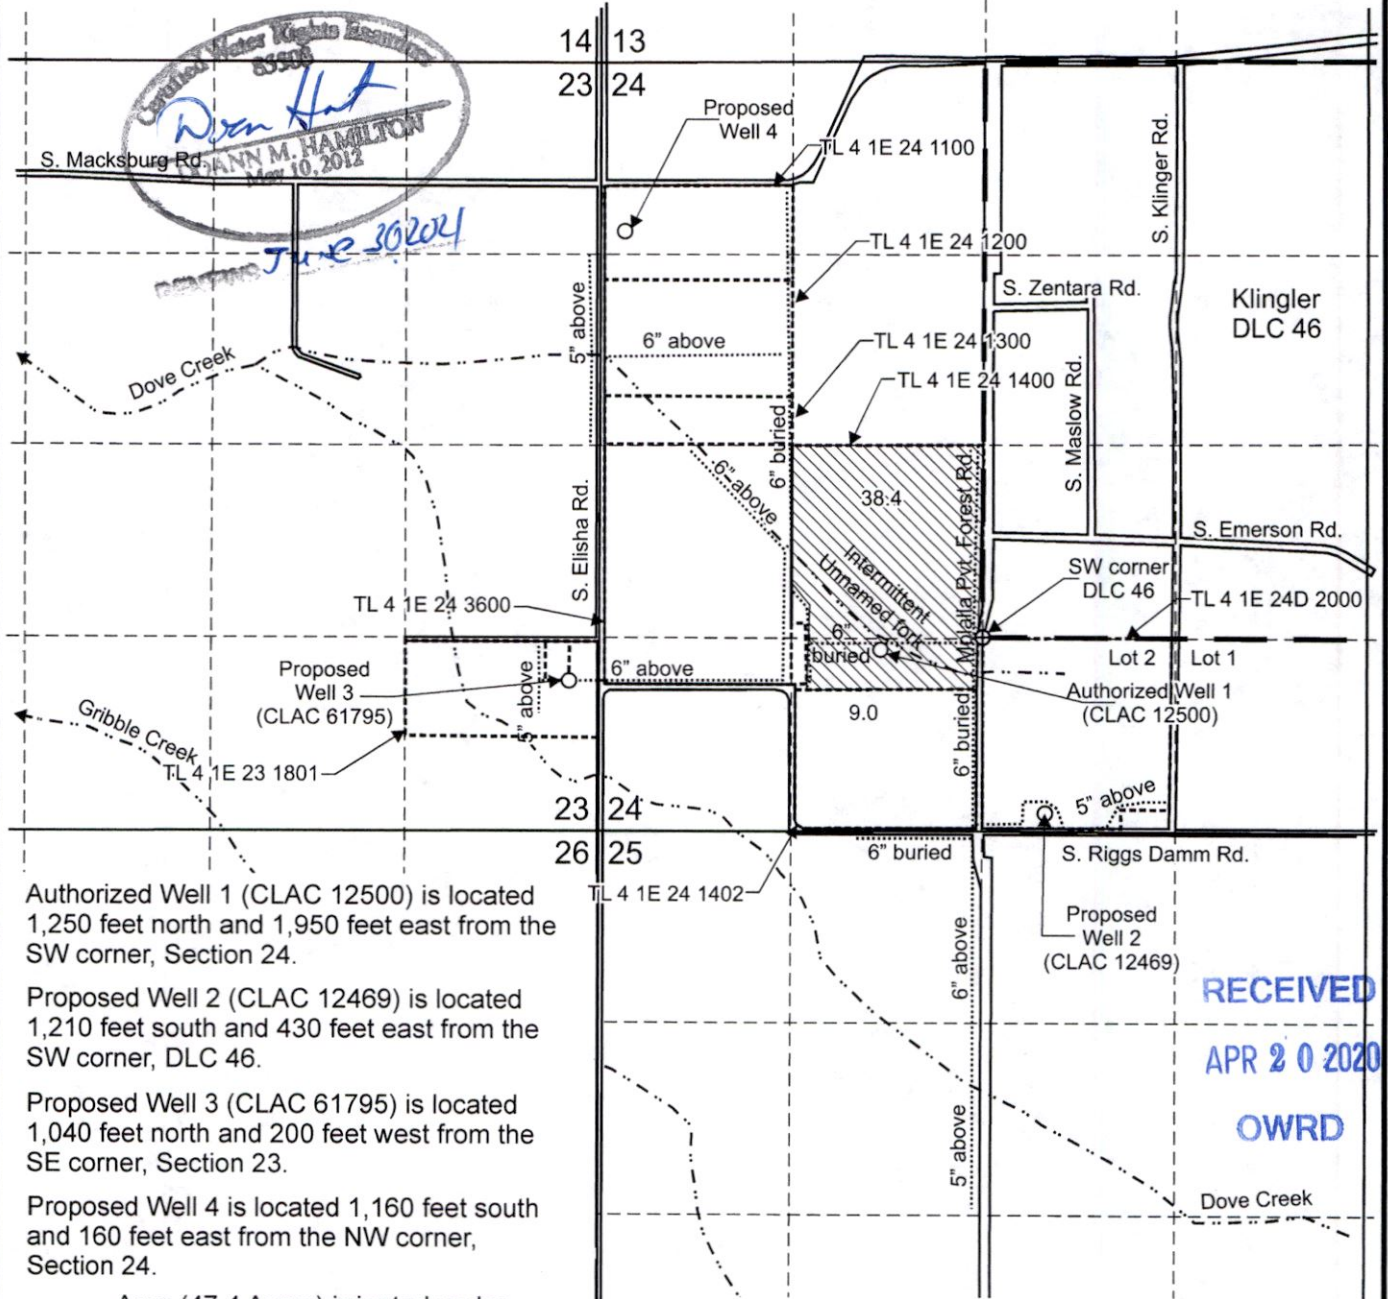 14 13
23 24
Certified Water Rights Examiner
DOANN M. HAMILTON
May 10, 2012
June 30 2021
S. Macksburg Rd.
Proposed
Well 4
TL 4 1E 24 1100
S. Klinger Rd.
TL 4 1E 24 1200
S. Zentara Rd.
Klingler
DLC 46
5" above
6" above
TL 4 1E 24 1300
TL 4 1E 24 1400
Dove Creek
S. Maslow Rd.
6" buried
6" above
38.4
Molalla Pvt. Forest Rd.
S. Elisha Rd.
S. Emerson Rd.
Intermittent
Unnamed fork
SW corner
DLC 46
TL 4 1E 24D 2000
TL 4 1E 24 3600
6"
buried
Lot 2
Lot 1
Proposed
Well 3
(CLAC 61795)
5" above
5"
6" above
Authorized Well 1
(CLAC 12500)
9.0
6" buried
Gribble Creek
TL 4 1E 23 1801
5" above
23 24
26 25
6" buried
S. Riggs Damm Rd.
TL 4 1E 24 1402
Proposed
Well 2
(CLAC 12469)
6" above
5" above
Dove Creek
RECEIVED
APR 20 2020
OWRD
Authorized Well 1 (CLAC 12500) is located
1,250 feet north and 1,950 feet east from the
SW corner, Section 24.
Proposed Well 2 (CLAC 12469) is located
1,210 feet south and 430 feet east from the
SW corner, DLC 46.
Proposed Well 3 (CLAC 61795) is located
1,040 feet north and 200 feet west from the
SE corner, Section 23.
Proposed Well 4 is located 1,160 feet south
and 160 feet east from the NW corner,
Section 24.